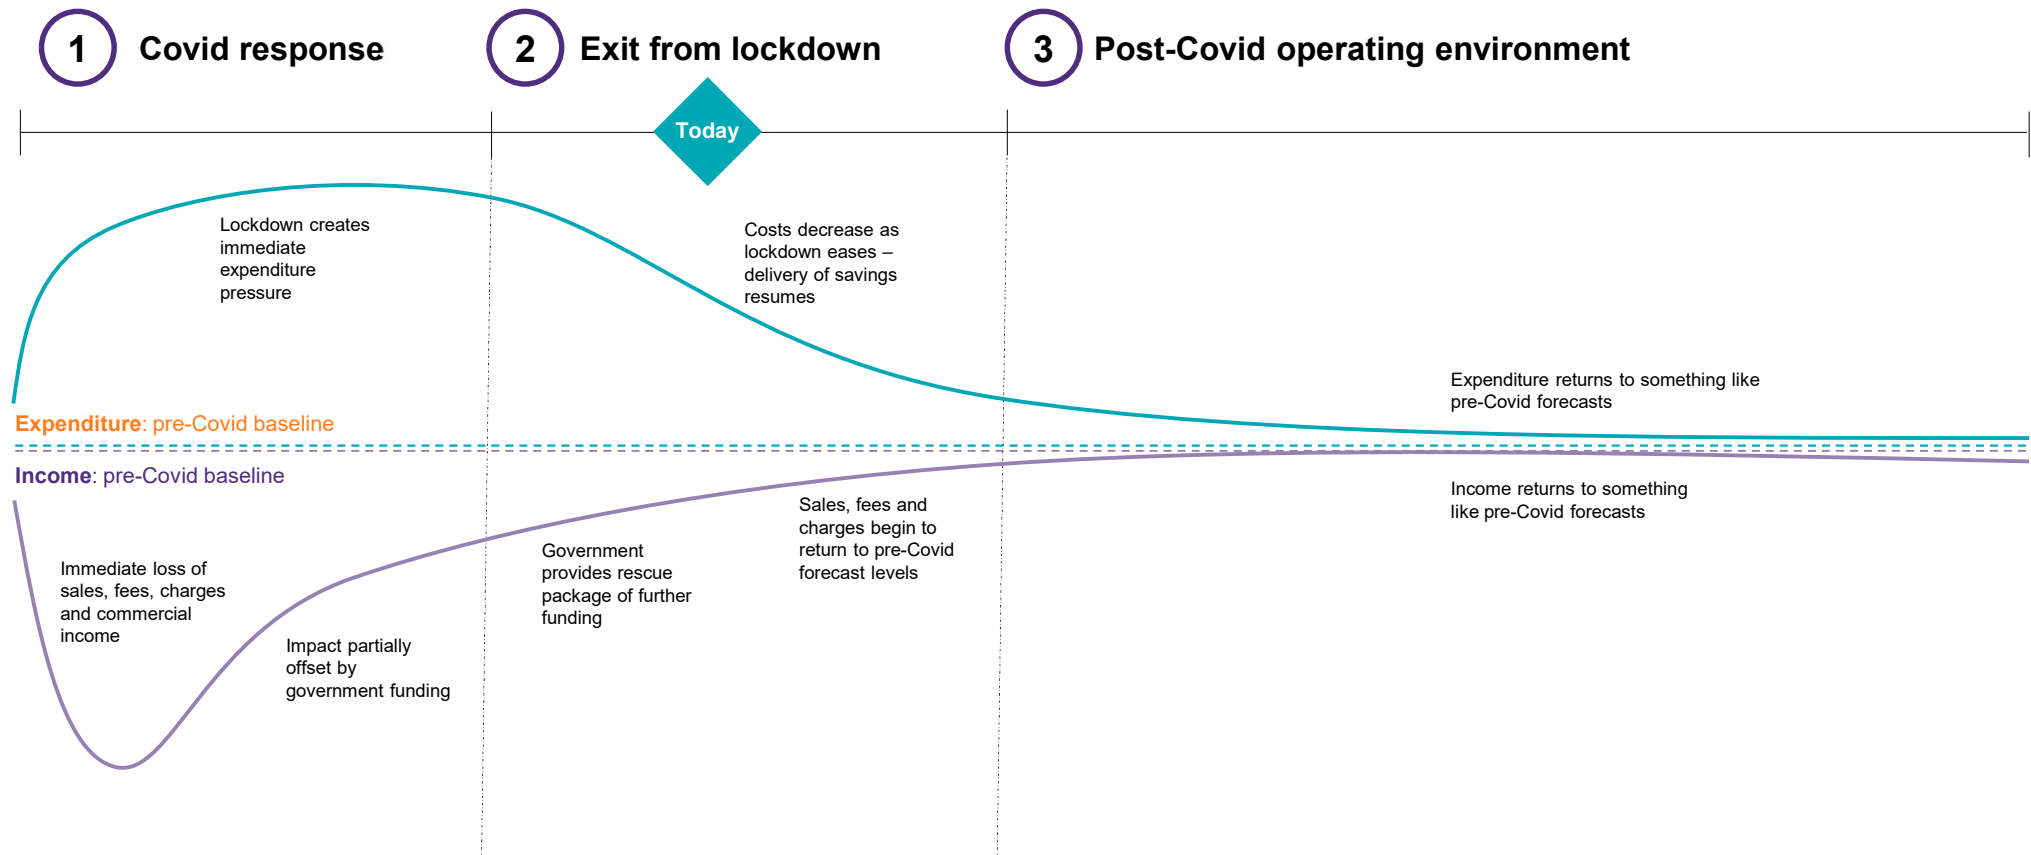 1 Covid response
2 Exit from lockdown
3 Post-Covid operating environment
Today
Lockdown creates
immediate
expenditure
pressure
Costs decrease as
lockdown eases –
delivery of savings
resumes
Expenditure returns to something like
pre-Covid forecasts
Expenditure: pre-Covid baseline
Income: pre-Covid baseline
Immediate loss of
sales, fees, charges
and commercial
income
Impact partially
offset by
government funding
Government
provides rescue
package of further
funding
Sales, fees and
charges begin to
return to pre-Covid
forecast levels
Income returns to something
like pre-Covid forecasts